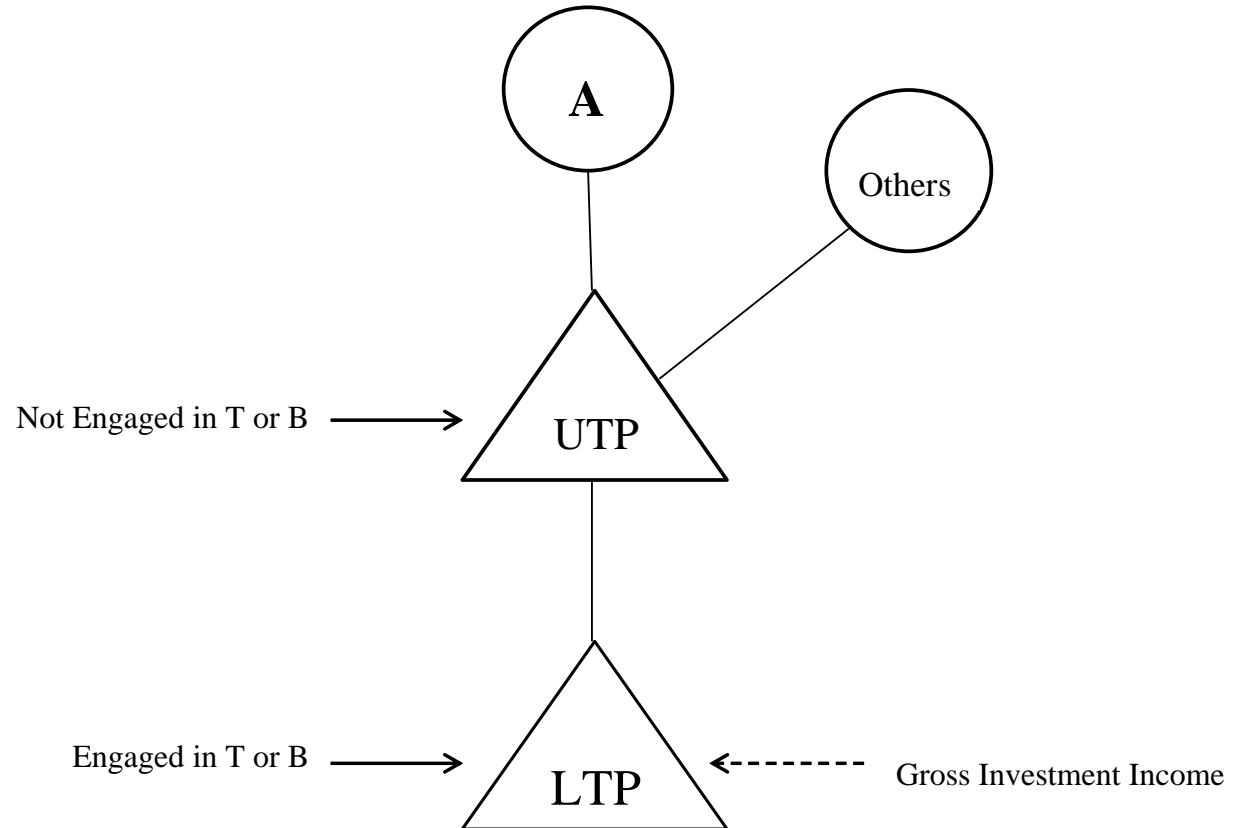 A
Others
Not Engaged in T or B
UTP
Engaged in T or B
LTP
Gross Investment Income